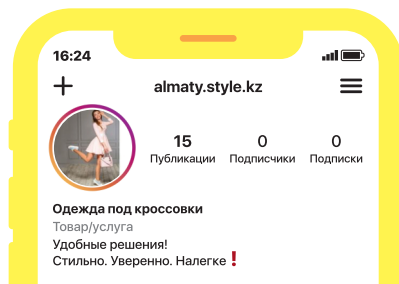 16:24
almaty.style.kz
15 0 0
Публикации Подписчики Подписки
Одежда под кроссовки
Товар/услуга
Удобные решения!
Стильно. Уверенно. Налегке❗